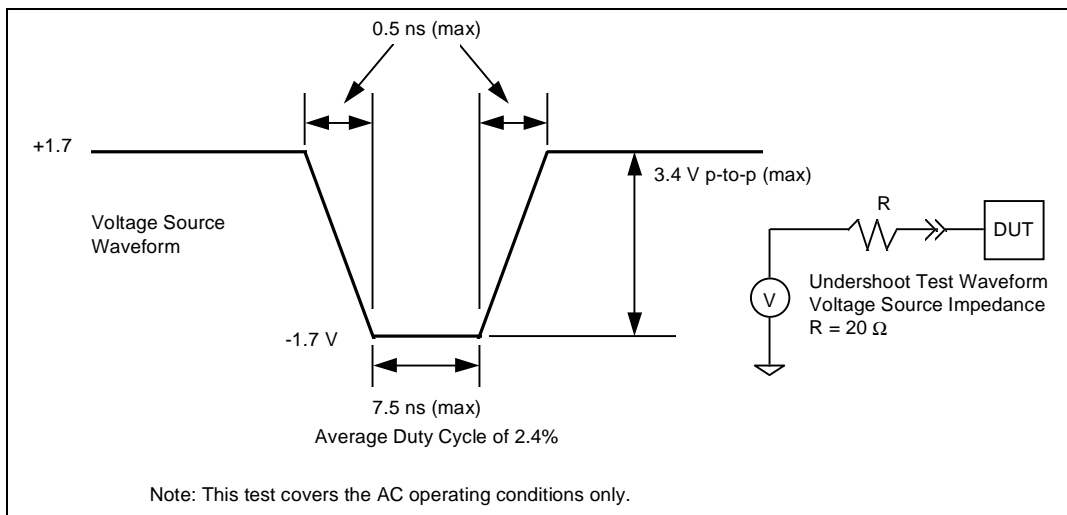 0.5 ns (max)
+1.7
3.4 V p-to-p (max)
Voltage Source
Waveform
R
DUT
V
Undershoot Test Waveform
Voltage Source Impedance
R = 20 Ω
-1.7 V
7.5 ns (max)
Average Duty Cycle of 2.4%
Note: This test covers the AC operating conditions only.